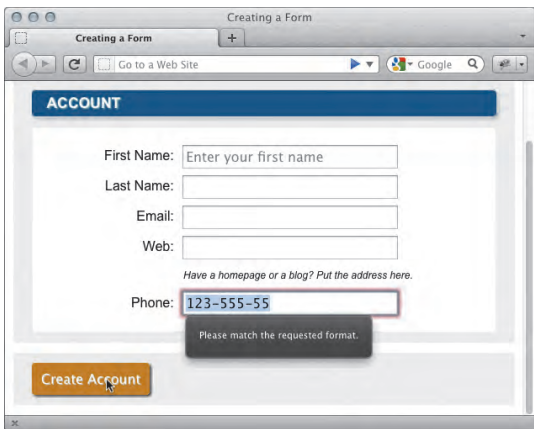 Creating a Form
Creating a Form
Go to a Web Site
Google
ACCOUNT
First Name: Enter your first name
Last Name:
Email:
Web:
Have a homepage or a blog? Put the address here.
Phone: 123-555-55
Please match the requested format.
Create Account